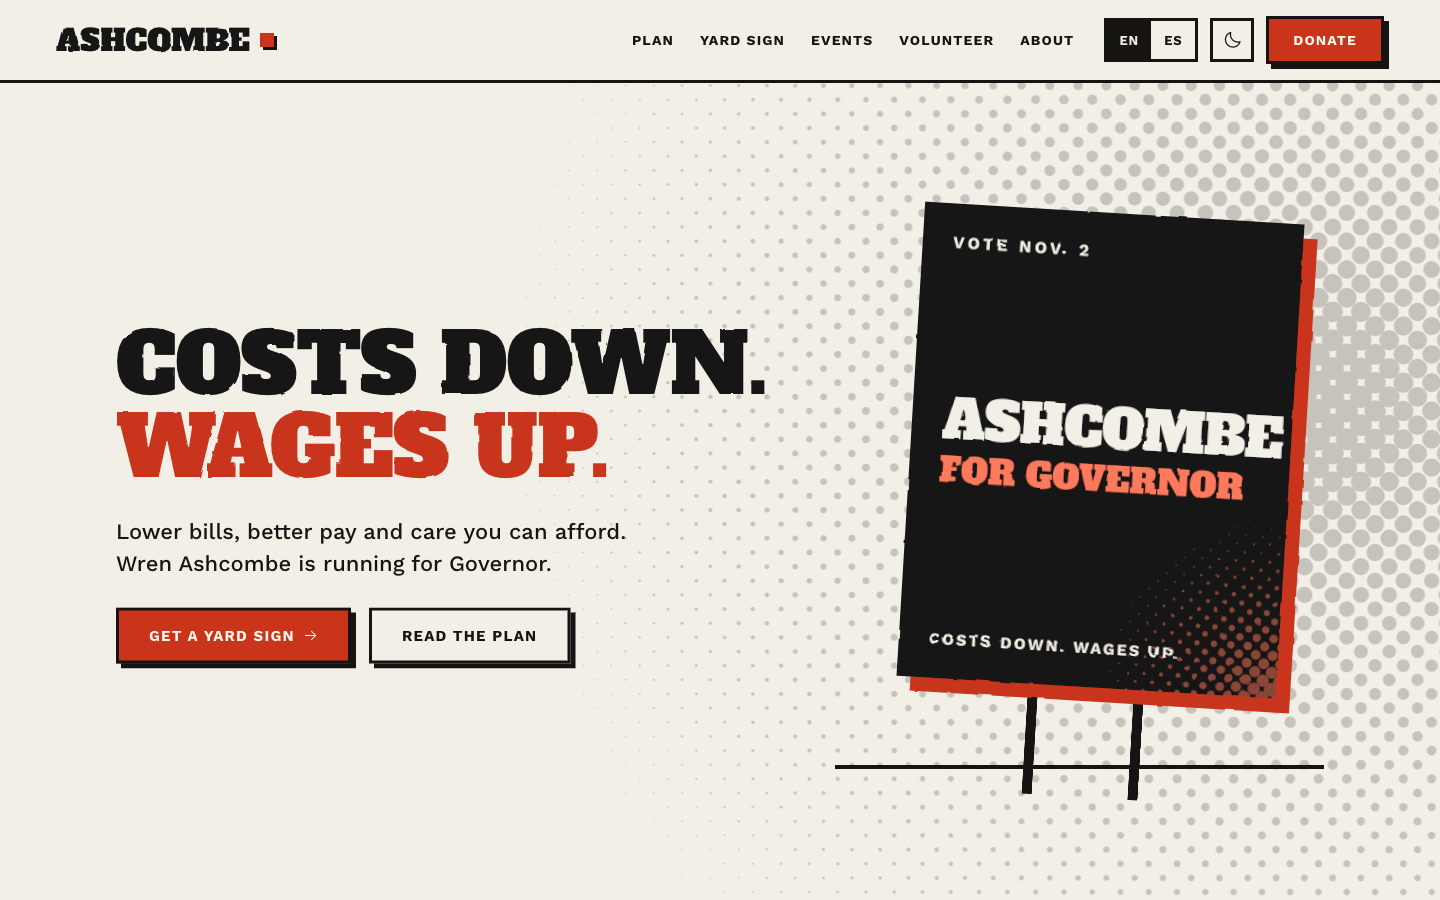 ASHCOMBE
PLAN
YARD SIGN
EVENTS
VOLUNTEER
ABOUT
EN
ES
DONATE
COSTS DOWN.
WAGES UP.
Lower bills, better pay and care you can afford.
Wren Ashcombe is running for Governor.
GET A YARD SIGN →
READ THE PLAN
VOTE NOV. 2
ASHCOMBE
FOR GOVERNOR
COSTS DOWN. WAGES UP.